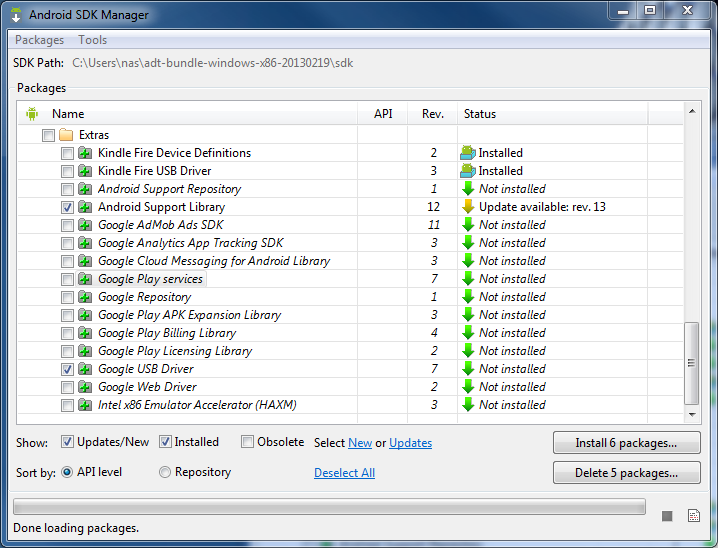 Android SDK Manager
Packages Tools
SDK Path: C:\Users\nas\adt-bundle-windows-x86-20130219\sdk
Packages
Name API Rev. Status
Extras
Kindle Fire Device Definitions 2 Installed
Kindle Fire USB Driver 3 Installed
Android Support Repository 1 Not installed
Android Support Library 12 Update available: rev. 13
Google AdMob Ads SDK 11 Not installed
Google Analytics App Tracking SDK 3 Not installed
Google Cloud Messaging for Android Library 3 Not installed
Google Play services 7 Not installed
Google Repository 1 Not installed
Google Play APK Expansion Library 3 Not installed
Google Play Billing Library 4 Not installed
Google Play Licensing Library 2 Not installed
Google USB Driver 7 Not installed
Google Web Driver 2 Not installed
Intel x86 Emulator Accelerator (HAXM) 3 Not installed
Show: Updates/New Installed Obsolete Select New or Updates Install 6 packages...
Sort by: API level Repository Deselect All Delete 5 packages...
Done loading packages.